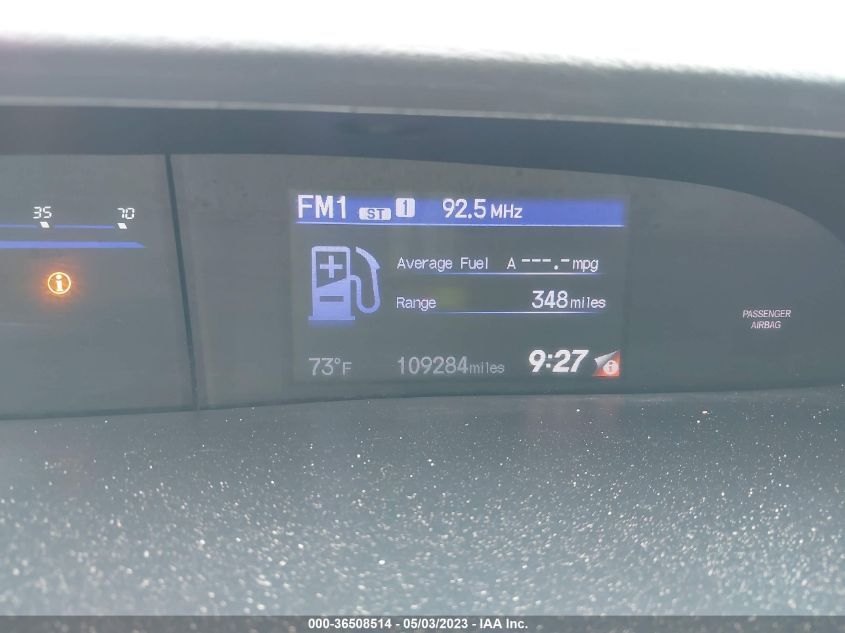 FM1 ST i 92.5 MHz
35 70
Average Fuel A ---.- mpg
i
Range 348 miles
PASSENGER
AIRBAG
73°F 109284 miles 9:27 i
000-36508514 - 05/03/2023 - IAA Inc.